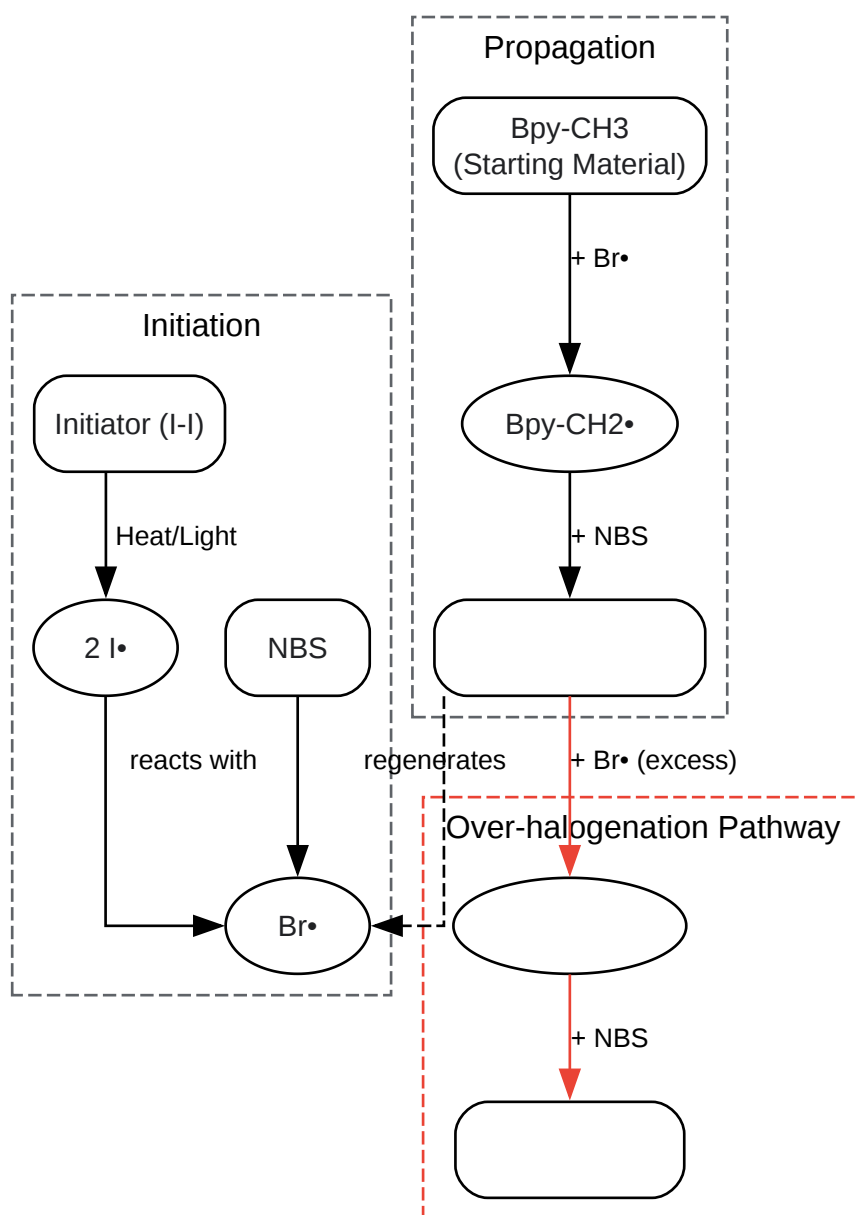 Propagation
Bpy-CH3
(Starting Material)
+ Br•
Initiation
Initiator (I-I)
Bpy-CH2•
Heat/Light
+ NBS
2 I•
NBS
reacts with
regenerates
+ Br• (excess)
Over-halogenation Pathway
Br•
+ NBS